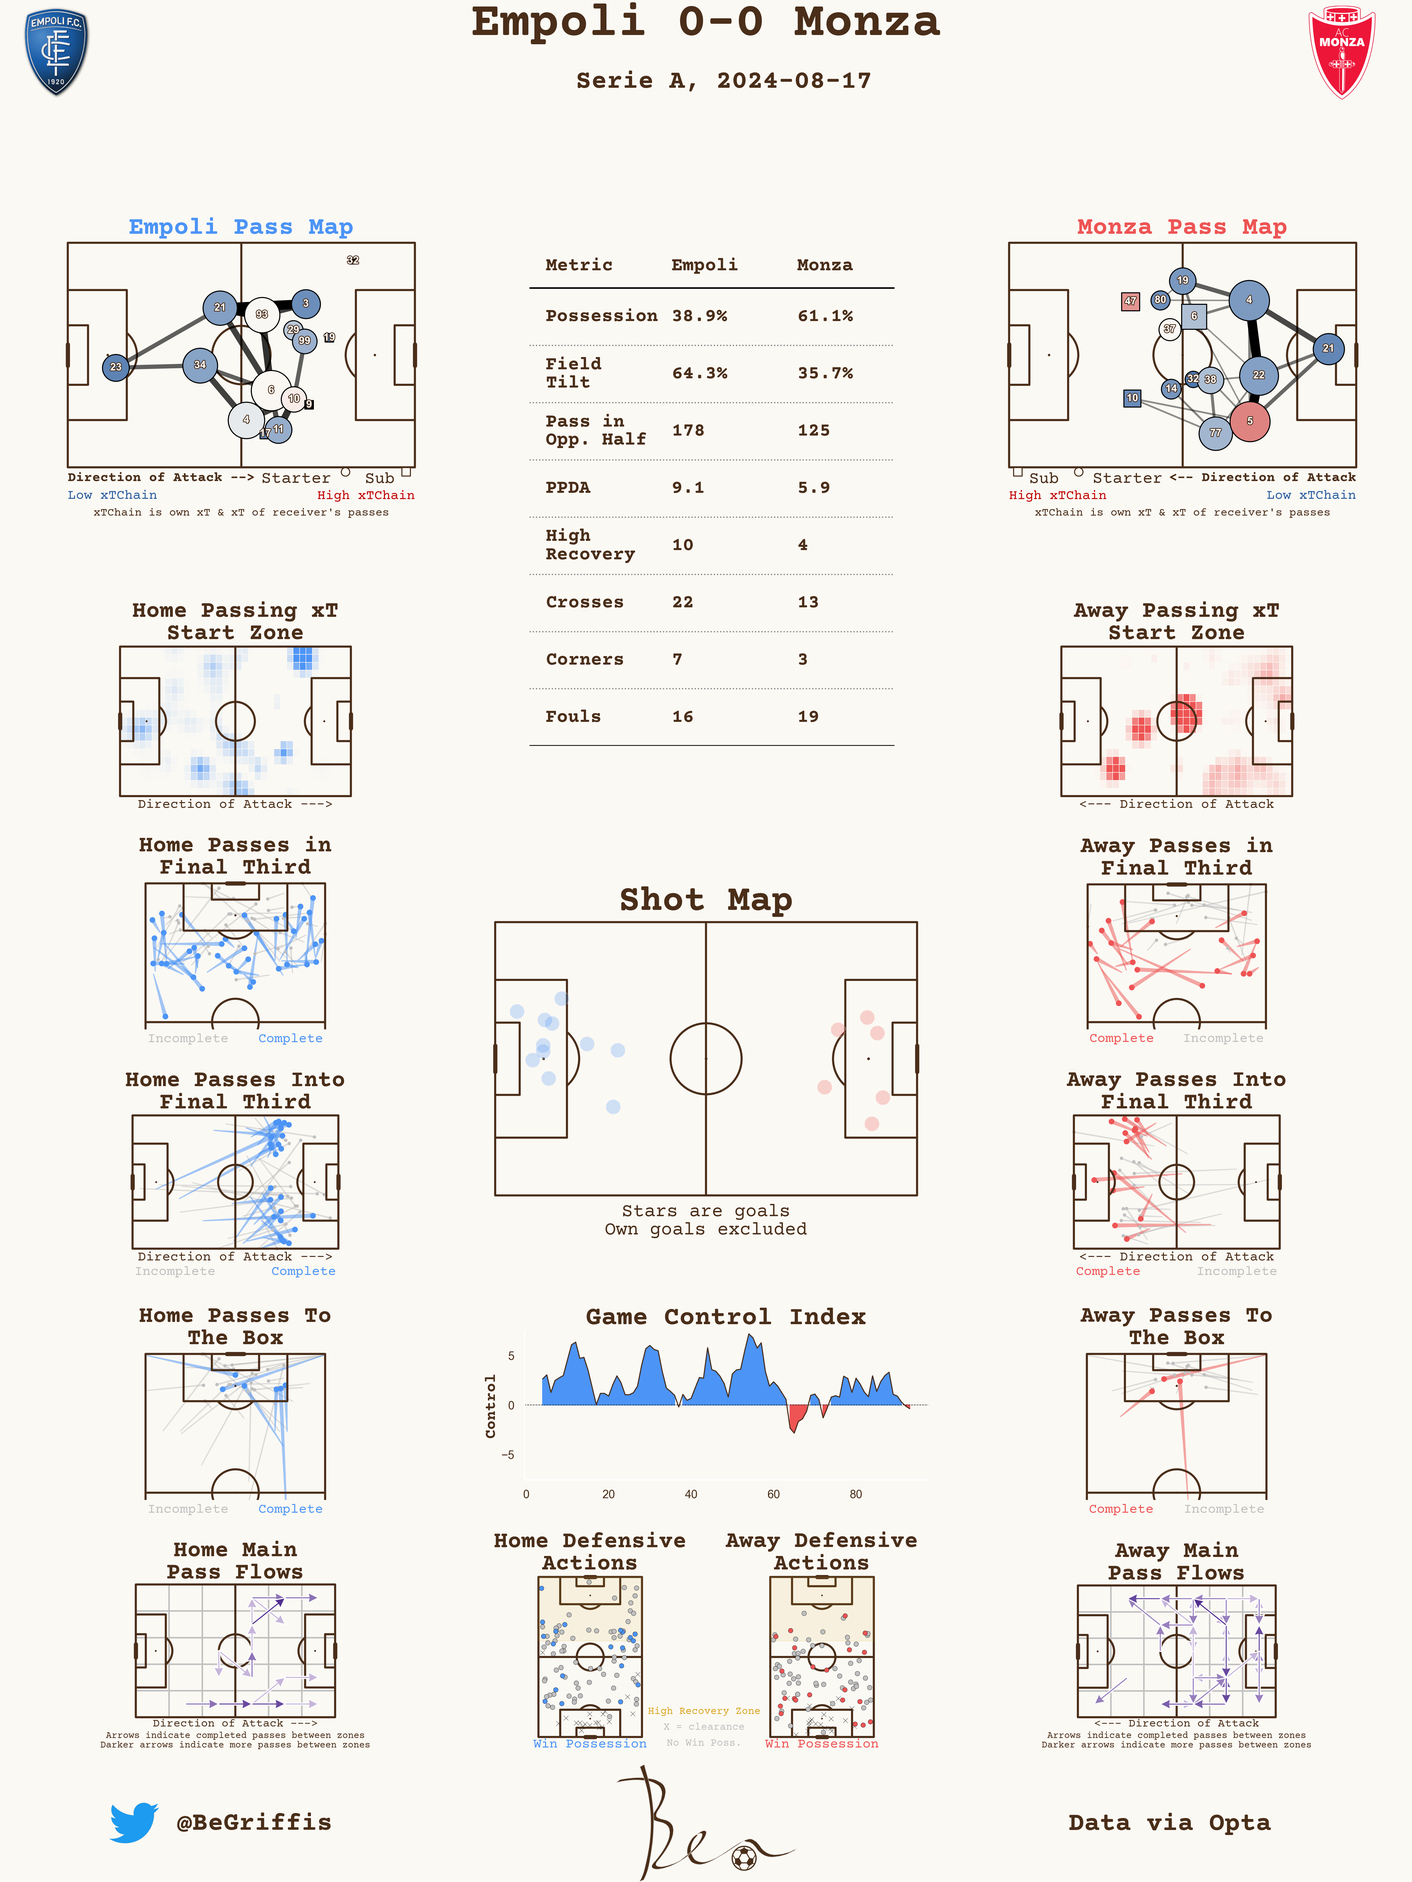 Empoli 0-0 Monza
Serie A, 2024-08-17
EMPOLI F.C.
1920
AC
MONZA
Empoli Pass Map
32
21
93
3
29
99
19
23
34
6
10
9
4
17
11
Direction of Attack --> Starter Sub
Low xTChain High xTChain
xTChain is own xT & xT of receiver's passes
Metric Empoli Monza
Possession 38.9% 61.1%
Field
Tilt 64.3% 35.7%
Pass in
Opp. Half 178 125
PPDA 9.1 5.9
High
Recovery 10 4
Crosses 22 13
Corners 7 3
Fouls 16 19
Monza Pass Map
19
47
80
4
6
37
21
22
32
38
14
10
5
77
Sub Starter <-- Direction of Attack
High xTChain Low xTChain
xTChain is own xT & xT of receiver's passes
Home Passing xT
Start Zone
Direction of Attack --->
Away Passing xT
Start Zone
<--- Direction of Attack
Home Passes in
Final Third
Incomplete Complete
Away Passes in
Final Third
Complete Incomplete
Shot Map
Stars are goals
Own goals excluded
Home Passes Into
Final Third
Direction of Attack --->
Incomplete Complete
Away Passes Into
Final Third
<--- Direction of Attack
Complete Incomplete
Game Control Index
Control
5
0
−5
0 20 40 60 80
Home Passes To
The Box
Incomplete Complete
Away Passes To
The Box
Complete Incomplete
Home Main
Pass Flows
Direction of Attack --->
Arrows indicate completed passes between zones
Darker arrows indicate more passes between zones
Home Defensive
Actions
Win Possession
High Recovery Zone
X = clearance
No Win Poss.
Away Defensive
Actions
Win Possession
Away Main
Pass Flows
<--- Direction of Attack
Arrows indicate completed passes between zones
Darker arrows indicate more passes between zones
@BeGriffis
Ben
Data via Opta